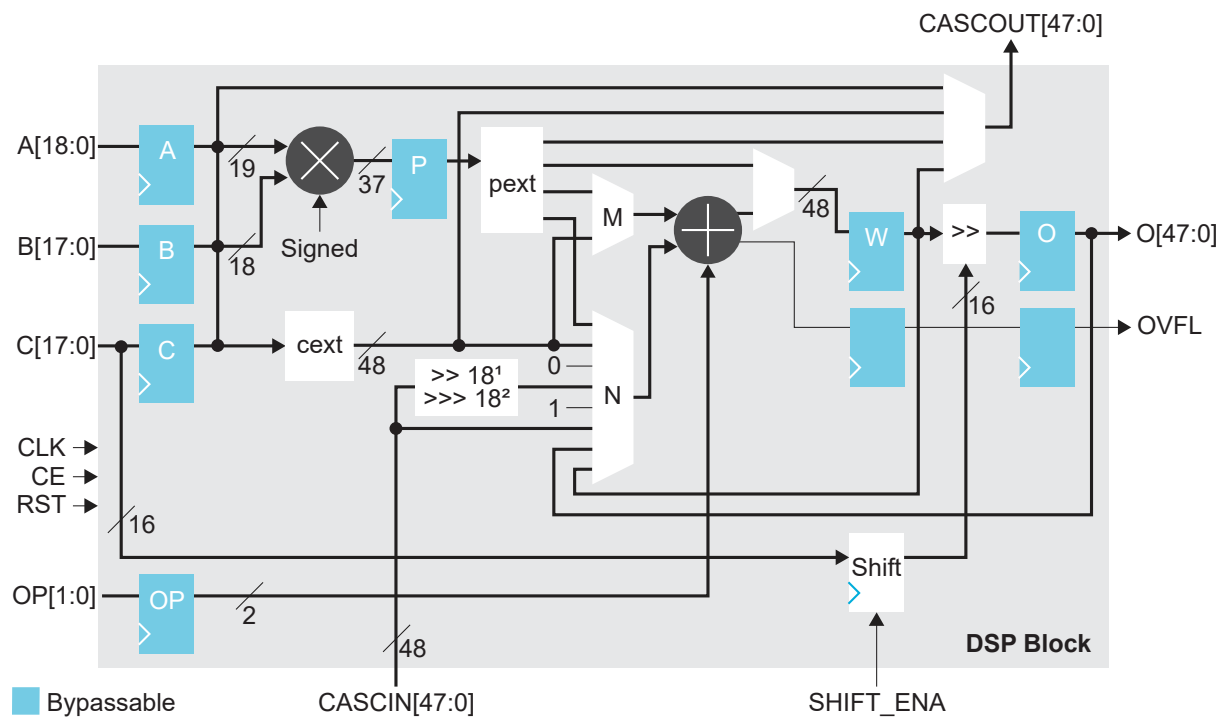 CASCOUT[47:0]
A[18:0]
A
19
37
P
pext
M
48
Signed
B[17:0]
B
18
W
>>
O
O[47:0]
16
C[17:0]
C
cext
48
0
>> 18¹
>>> 18²
1
N
OVFL
CLK
CE
RST
16
OP[1:0]
OP
2
Shift
48
DSP Block
Bypassable
CASCIN[47:0]
SHIFT_ENA